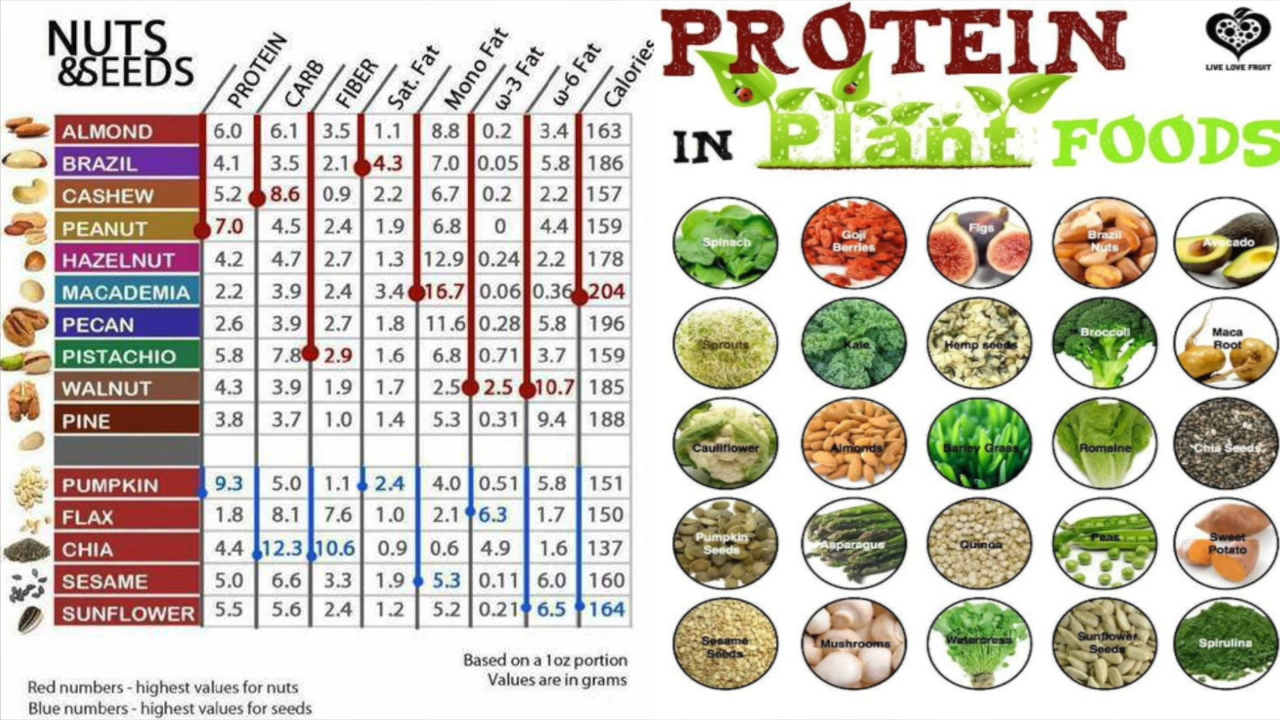 NUTS
&SEEDS
PROTEIN CARB FIBER Sat. Fat Mono Fat ω-3 Fat ω-6 Fat Calories
ALMOND 6.0 6.1 3.5 1.1 8.8 0.2 3.4 163
BRAZIL 4.1 3.5 2.1 4.3 7.0 0.05 5.8 186
CASHEW 5.2 8.6 0.9 2.2 6.7 0.2 2.2 157
PEANUT 7.0 4.5 2.4 1.9 6.8 0 4.4 159
HAZELNUT 4.2 4.7 2.7 1.3 12.9 0.24 2.2 178
MACADEMIA 2.2 3.9 2.4 3.4 16.7 0.06 0.36 204
PECAN 2.6 3.9 2.7 1.8 11.6 0.28 5.8 196
PISTACHIO 5.8 7.8 2.9 1.6 6.8 0.71 3.7 159
WALNUT 4.3 3.9 1.9 1.7 2.5 2.5 10.7 185
PINE 3.8 3.7 1.0 1.4 5.3 0.31 9.4 188
PUMPKIN 9.3 5.0 1.1 2.4 4.0 0.51 5.8 151
FLAX 1.8 8.1 7.6 1.0 2.1 6.3 1.7 150
CHIA 4.4 12.3 10.6 0.9 0.6 4.9 1.6 137
SESAME 5.0 6.6 3.3 1.9 5.3 0.11 6.0 160
SUNFLOWER 5.5 5.6 2.4 1.2 5.2 0.21 6.5 164
Based on a 1oz portion
Values are in grams
Red numbers - highest values for nuts
Blue numbers - highest values for seeds
PROTEIN
LIVE LOVE FRUIT
IN Plant FOODS
Spinach
Goji
Berries
Figs
Brazil
Nuts
Avocado
Sprouts
Kale
Hemp seeds
Broccoli
Maca
Root
Cauliflower
Almonds
Barley Grass
Romaine
Chia Seeds
Pumpkin
Seeds
Asparagus
Quinoa
Peas
Sweet
Potato
Sesame
Seeds
Mushrooms
Watercress
Sunflower
Seeds
Spirulina